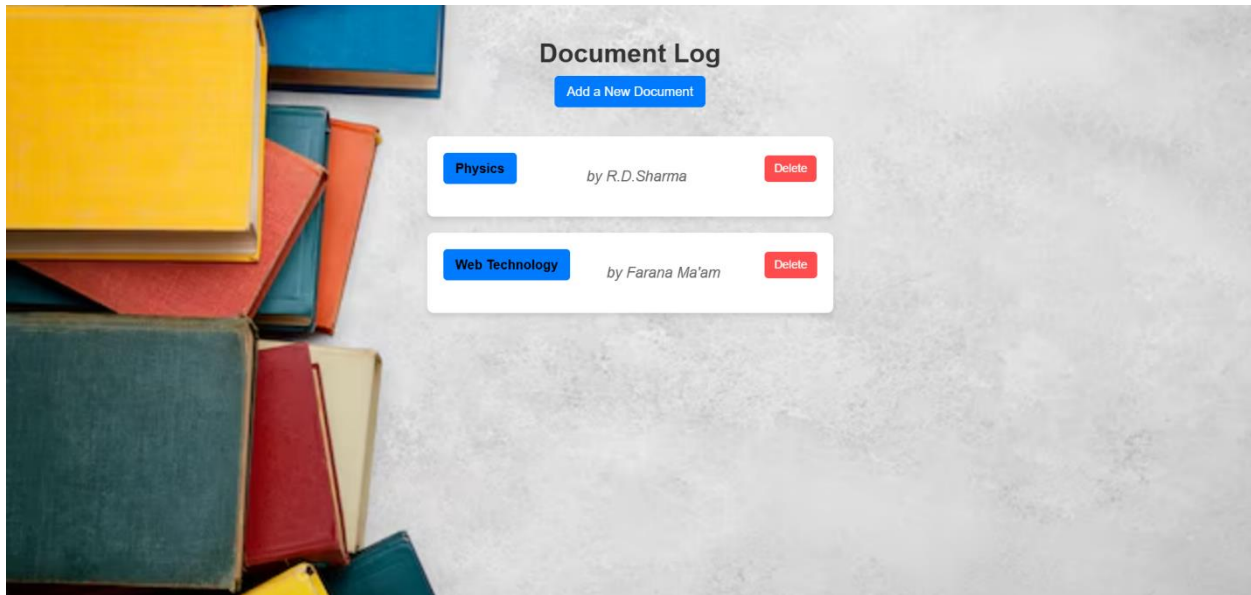 Document Log
Add a New Document
Physics by R.D.Sharma Delete
Web Technology by Farana Ma'am Delete